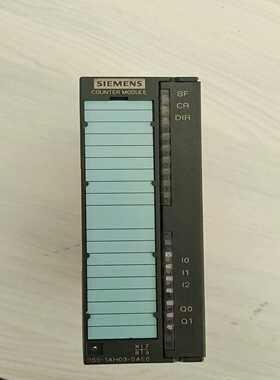 SIEMENS
COUNTER MODULE
SF
CR
DIR
I0
I1
I2
Q0
Q1